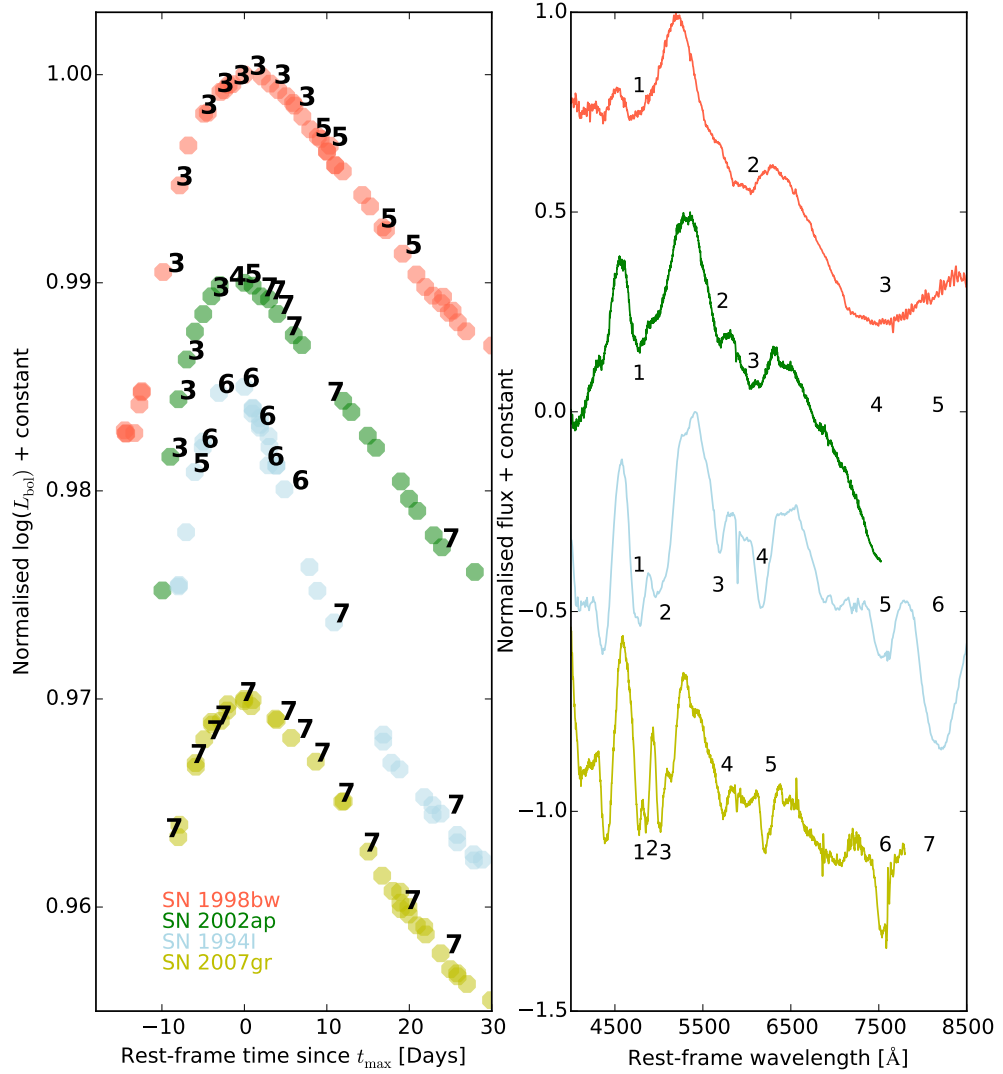 Normalised log(L_bol) + constant
1.00
0.99
0.98
0.97
0.96
3 3 3 3 3 3 3 3 5 5 5 5
3 3 3 3 4 5 7 7 7 7 7 7
5 6 6 6 6 6 6 7 7
7 7 7 7 7 7 7 7 7 7 7 7
SN 1998bw
SN 2002ap
SN 1994I
SN 2007gr
−10 0 10 20 30
Rest-frame time since t_max [Days]
Normalised flux + constant
1.0
0.5
0.0
−0.5
−1.0
−1.5
1 2 3
1 2 3 4 5
1 2 3 4 5 6
1 2 3 4 5 6 7
4500 5500 6500 7500 8500
Rest-frame wavelength [Å]